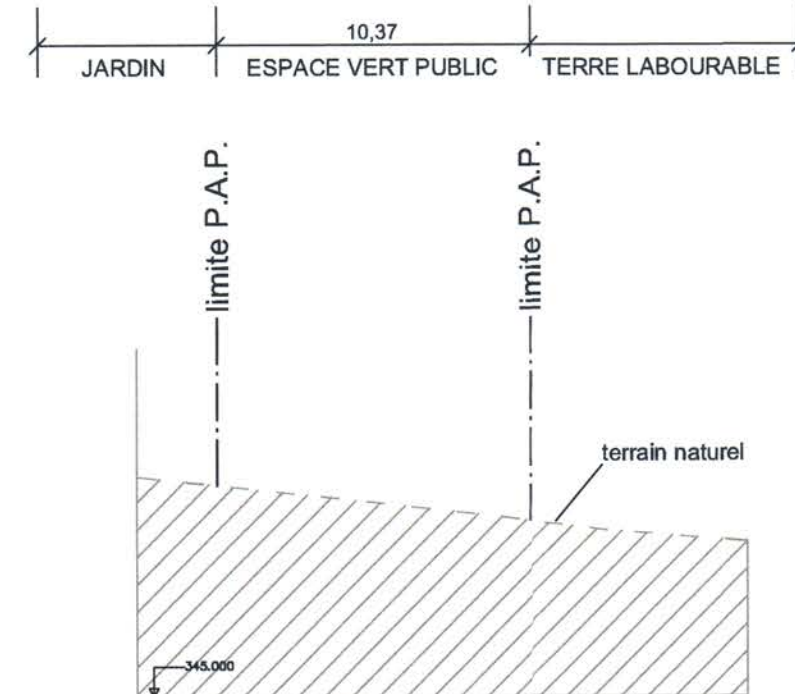 10,37
JARDIN
ESPACE VERT PUBLIC
TERRE LABOURABLE
limite P.A.P.
limite P.A.P.
terrain naturel
345.000